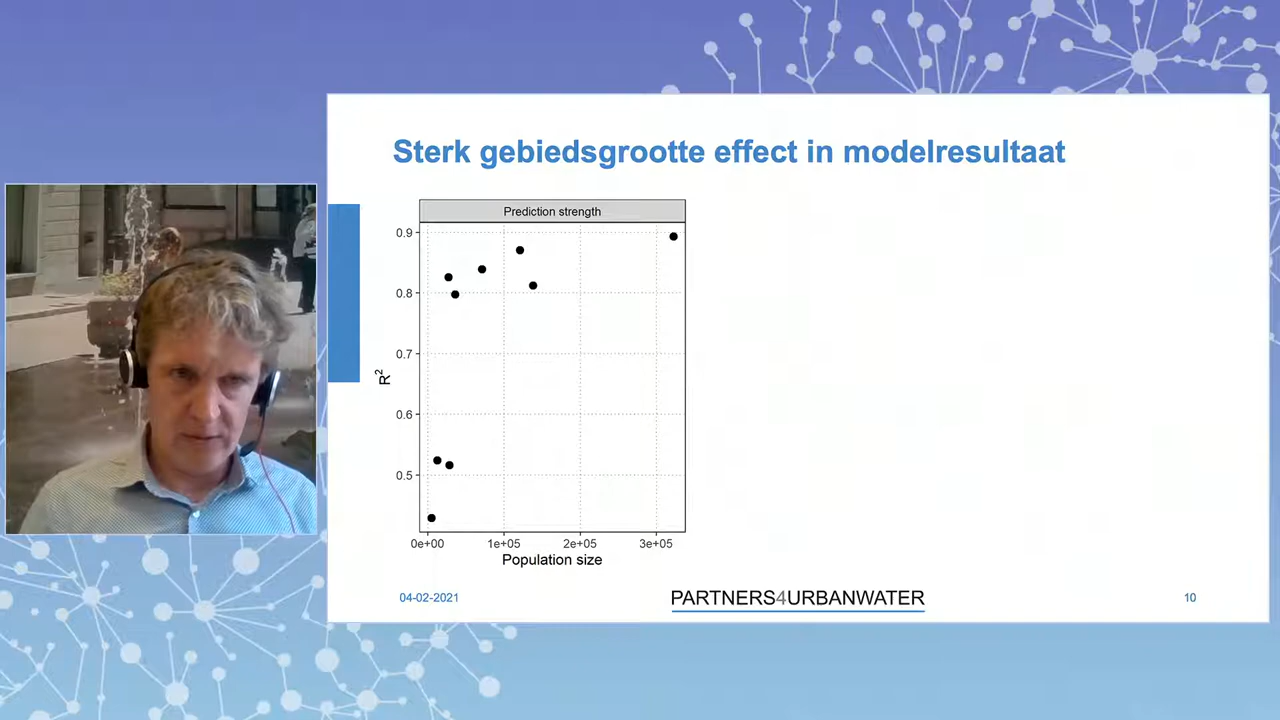 Sterk gebiedsgrootte effect in modelresultaat
Prediction strength
0.9
0.8
0.7
0.6
0.5
R²
0e+00 1e+05 2e+05 3e+05
Population size
04-02-2021
PARTNERS4URBANWATER
10